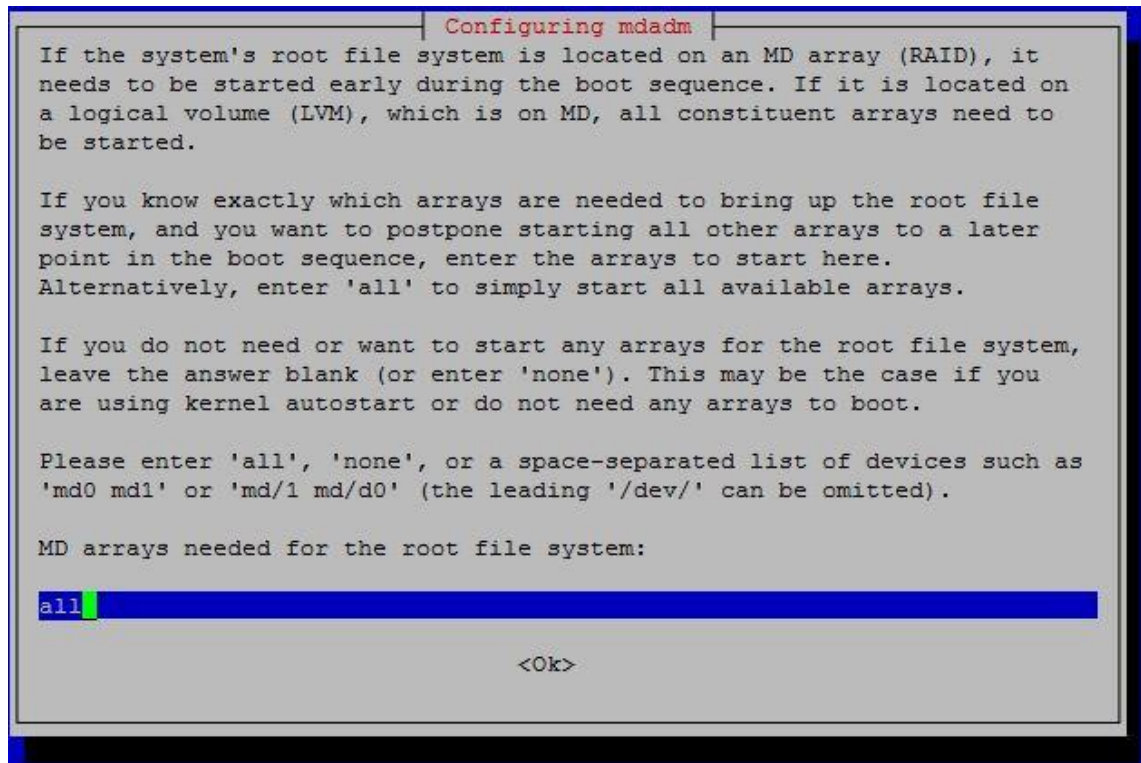 Configuring mdadm
If the system's root file system is located on an MD array (RAID), it
needs to be started early during the boot sequence. If it is located on
a logical volume (LVM), which is on MD, all constituent arrays need to
be started.
If you know exactly which arrays are needed to bring up the root file
system, and you want to postpone starting all other arrays to a later
point in the boot sequence, enter the arrays to start here.
Alternatively, enter 'all' to simply start all available arrays.
If you do not need or want to start any arrays for the root file system,
leave the answer blank (or enter 'none'). This may be the case if you
are using kernel autostart or do not need any arrays to boot.
Please enter 'all', 'none', or a space-separated list of devices such as
'md0 md1' or 'md/1 md/d0' (the leading '/dev/' can be omitted).
MD arrays needed for the root file system:
all
<Ok>